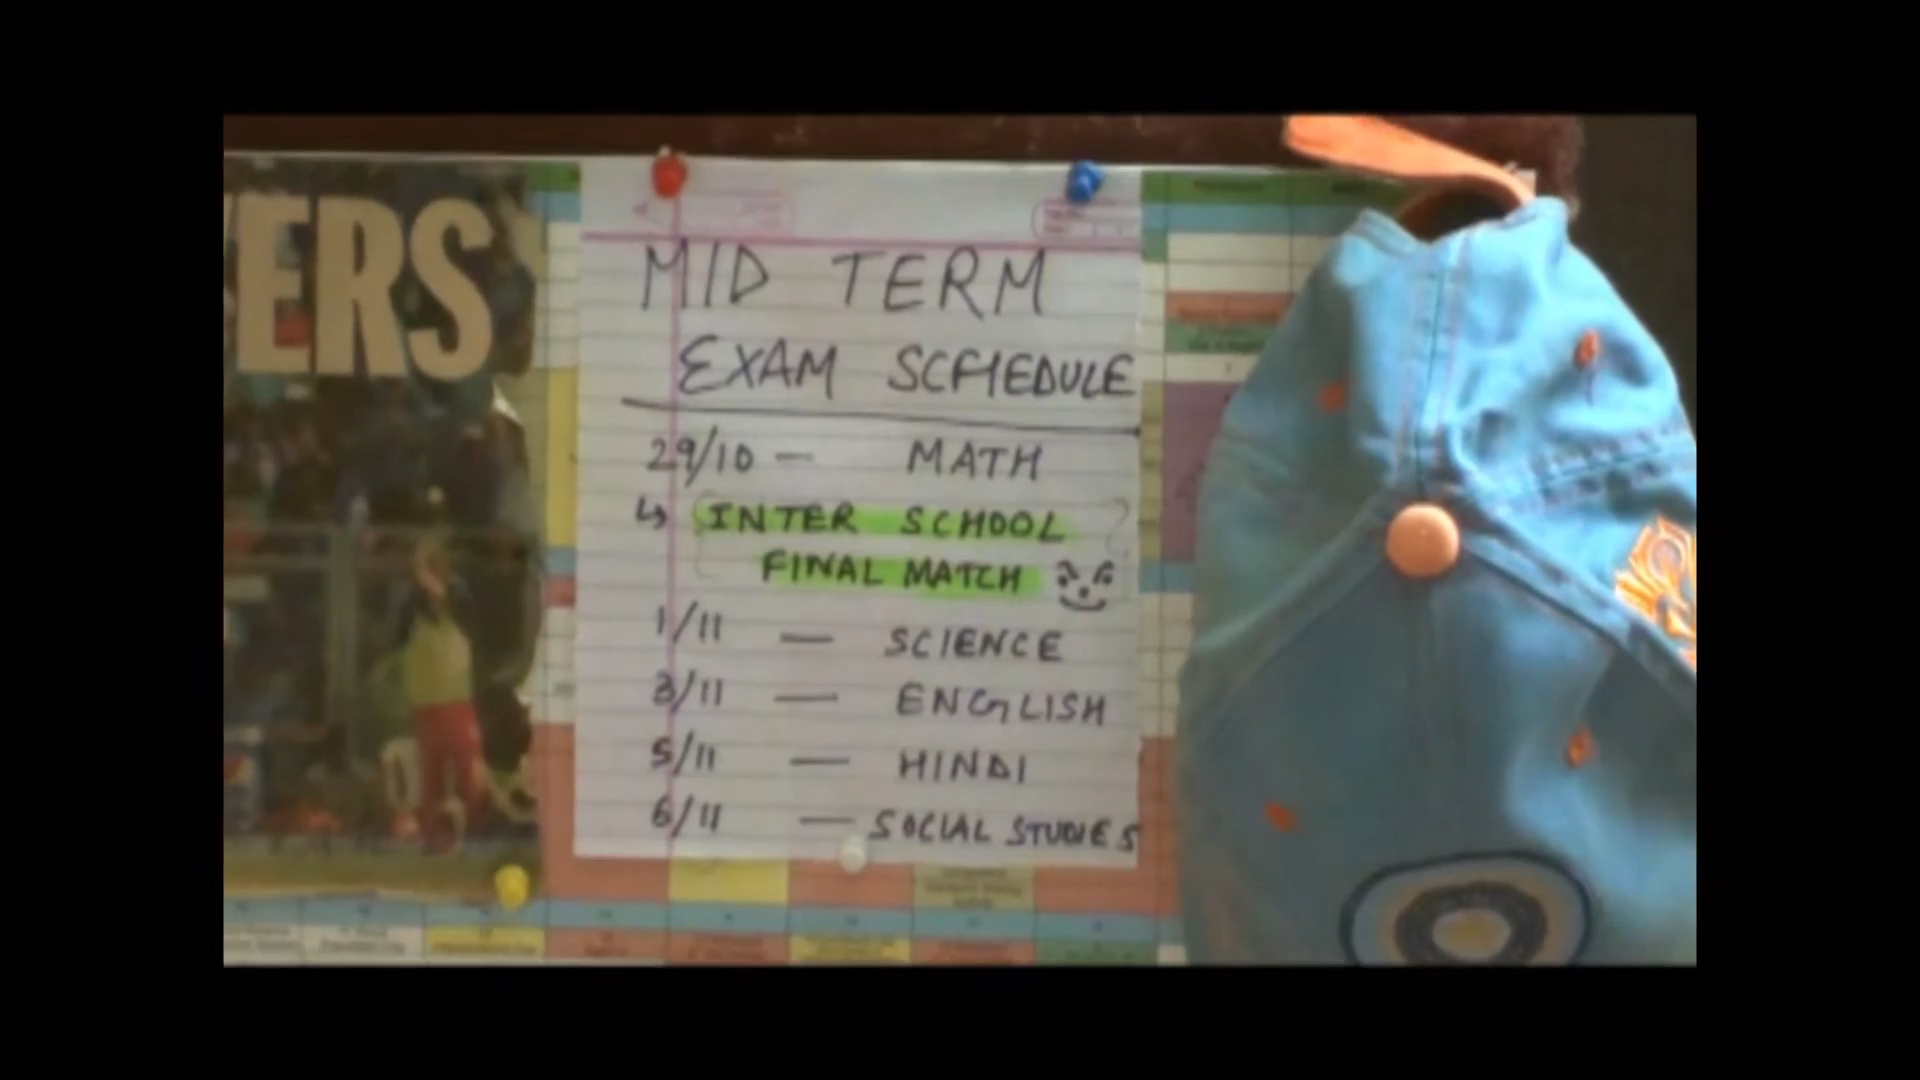 ERS
MID TERM
EXAM SCHEDULE
29/10 — MATH
↳ (INTER SCHOOL
FINAL MATCH)
1/11 — SCIENCE
3/11 — ENGLISH
5/11 — HINDI
6/11 — SOCIAL STUDIES